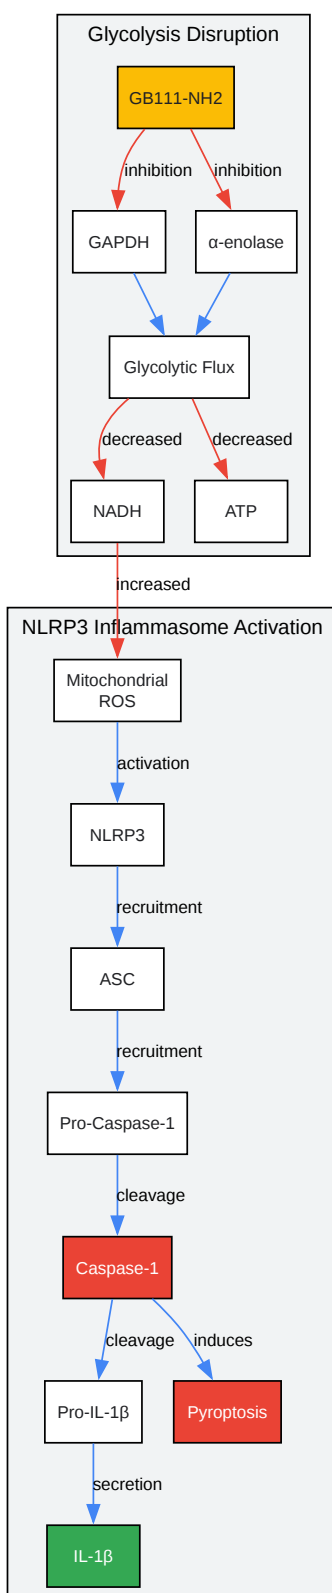 Glycolysis Disruption
GB111-NH2
inhibition
inhibition
GAPDH
α-enolase
Glycolytic Flux
decreased
decreased
NADH
ATP
increased
NLRP3 Inflammasome Activation
Mitochondrial
ROS
activation
NLRP3
recruitment
ASC
recruitment
Pro-Caspase-1
cleavage
Caspase-1
cleavage
induces
Pro-IL-1β
Pyroptosis
secretion
IL-1β